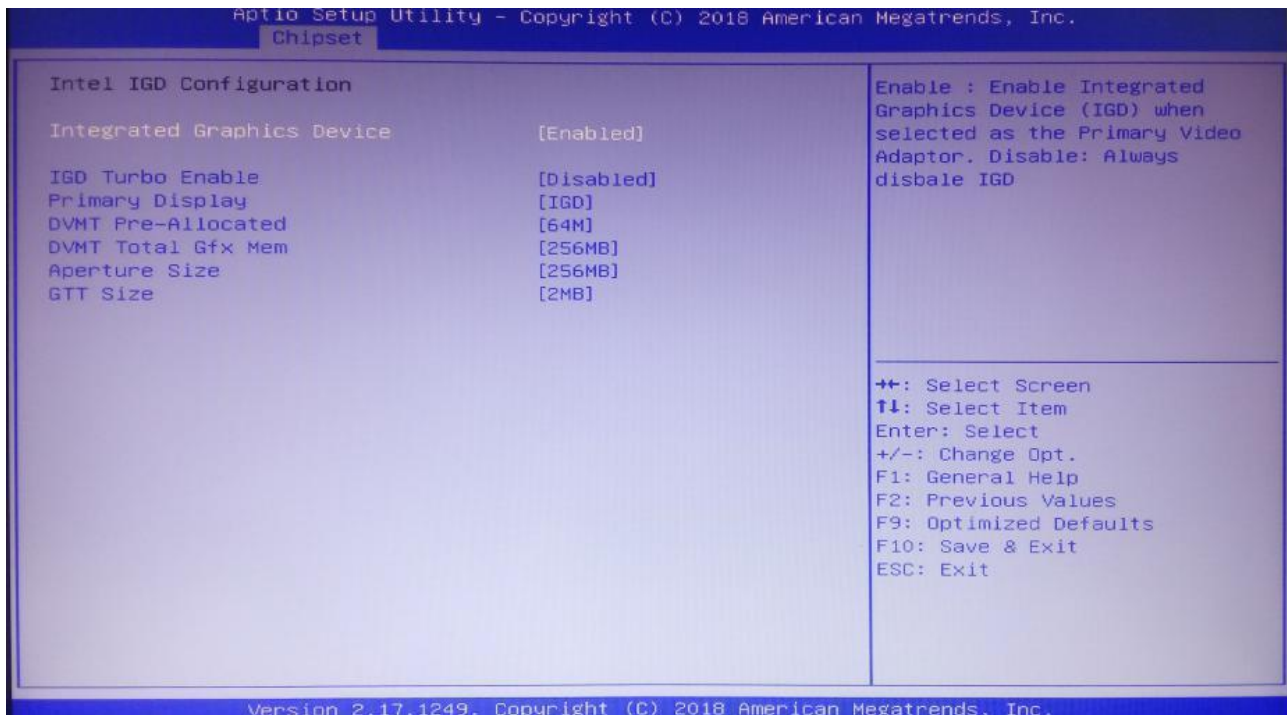 Aptio Setup Utility – Copyright (C) 2018 American Megatrends, Inc.
Chipset
Intel IGD Configuration
Integrated Graphics Device [Enabled]
IGD Turbo Enable [Disabled]
Primary Display [IGD]
DVMT Pre-Allocated [64M]
DVMT Total Gfx Mem [256MB]
Aperture Size [256MB]
GTT Size [2MB]
Enable : Enable Integrated
Graphics Device (IGD) when
selected as the Primary Video
Adaptor. Disable: Always
disbale IGD
→←: Select Screen
↑↓: Select Item
Enter: Select
+/-: Change Opt.
F1: General Help
F2: Previous Values
F9: Optimized Defaults
F10: Save & Exit
ESC: Exit
Version 2.17.1249. Copyright (C) 2018 American Megatrends, Inc.